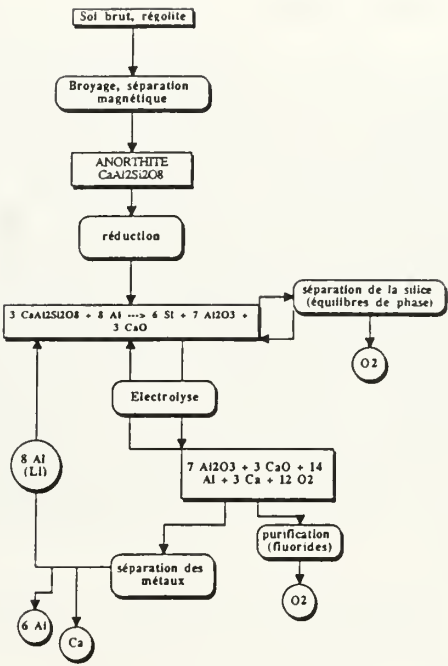 Sol brut, régolite
Broyage, séparation
magnétique
ANORTHITE
CaAl2Si2O8
réduction
séparation de la silice
(équilibres de phase)
3 CaAl2Si2O8 + 8 Al ---> 6 Si + 7 Al2O3 +
3 CaO
O2
Electrolyse
8 Al
(Li)
7 Al2O3 + 3 CaO + 14
Al + 3 Ca + 12 O2
purification
(fluorides)
séparation des
métaux
O2
6 Al
Ca